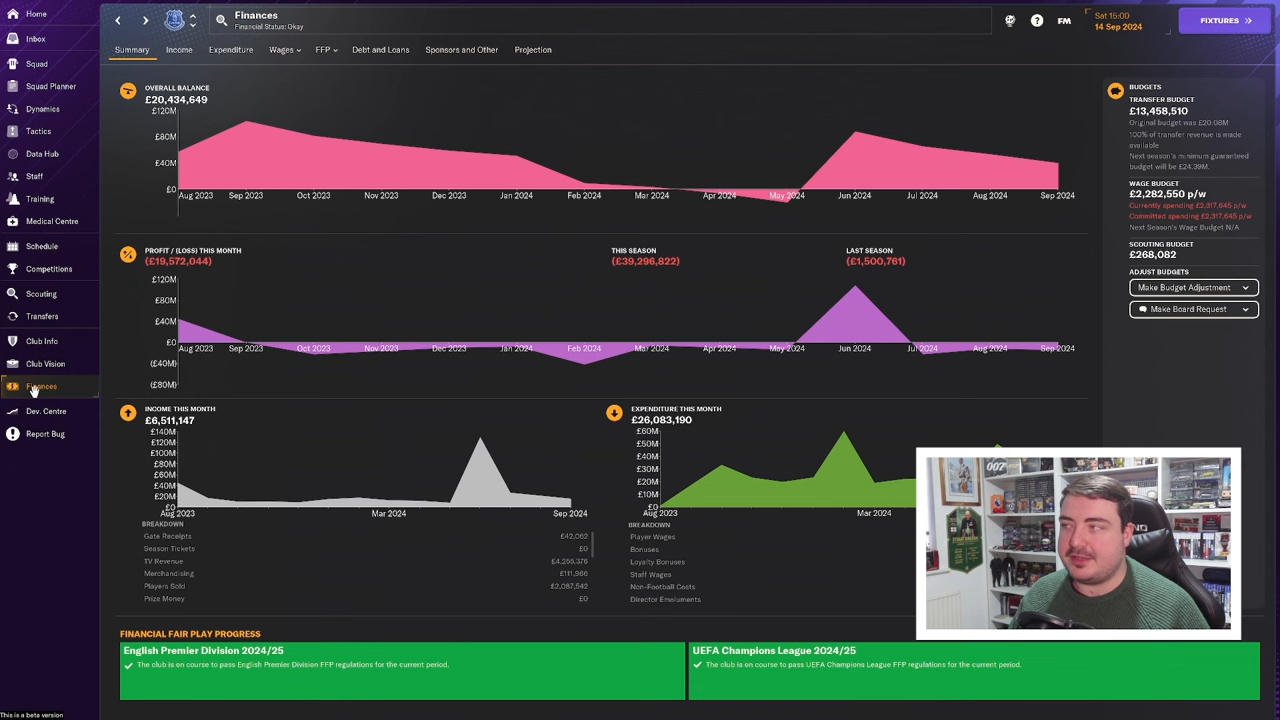 Home
Inbox
Squad
Squad Planner
Dynamics
Tactics
Data Hub
Staff
Training
Medical Centre
Schedule
Competitions
Scouting
Transfers
Club Info
Club Vision
Finances
Dev. Centre
Report Bug
This is a beta version
Finances
Financial Status: Okay
FM
Sat 15:00
14 Sep 2024
FIXTURES
Summary Income Expenditure Wages FFP Debt and Loans Sponsors and Other Projection
OVERALL BALANCE
£20,434,649
£120M
£80M
£40M
£0
Aug 2023 Sep 2023 Oct 2023 Nov 2023 Dec 2023 Jan 2024 Feb 2024 Mar 2024 Apr 2024 May 2024 Jun 2024 Jul 2024 Aug 2024 Sep 2024
PROFIT / (LOSS) THIS MONTH
(£19,572,044)
THIS SEASON
(£39,296,822)
LAST SEASON
(£1,500,761)
£120M
£80M
£40M
£0
(£40M)
(£80M)
Aug 2023 Sep 2023 Oct 2023 Nov 2023 Dec 2023 Jan 2024 Feb 2024 Mar 2024 Apr 2024 May 2024 Jun 2024 Jul 2024 Aug 2024 Sep 2024
INCOME THIS MONTH
£6,511,147
£140M
£120M
£100M
£80M
£60M
£40M
£20M
£0
Aug 2023 Mar 2024 Sep 2024
BREAKDOWN
Gate Receipts £42,062
Season Tickets £0
TV Revenue £4,255,376
Merchandising £111,966
Players Sold £2,087,542
Prize Money £0
EXPENDITURE THIS MONTH
£26,083,190
£60M
£50M
£40M
£30M
£20M
£10M
£0
Aug 2023 Mar 2024
BREAKDOWN
Player Wages
Bonuses
Loyalty Bonuses
Staff Wages
Non-Football Costs
Director Emoluments
BUDGETS
TRANSFER BUDGET
£13,458,510
Original budget was £20.08M
100% of transfer revenue is made
available
Next season's minimum guaranteed
budget will be £24.39M.
WAGE BUDGET
£2,282,550 p/w
Currently spending £2,317,645 p/w
Committed spending £2,317,645 p/w
Next Season's Wage Budget N/A
SCOUTING BUDGET
£268,082
ADJUST BUDGETS
Make Budget Adjustment
Make Board Request
007
FINANCIAL FAIR PLAY PROGRESS
English Premier Division 2024/25
The club is on course to pass English Premier Division FFP regulations for the current period.
UEFA Champions League 2024/25
The club is on course to pass UEFA Champions League FFP regulations for the current period.